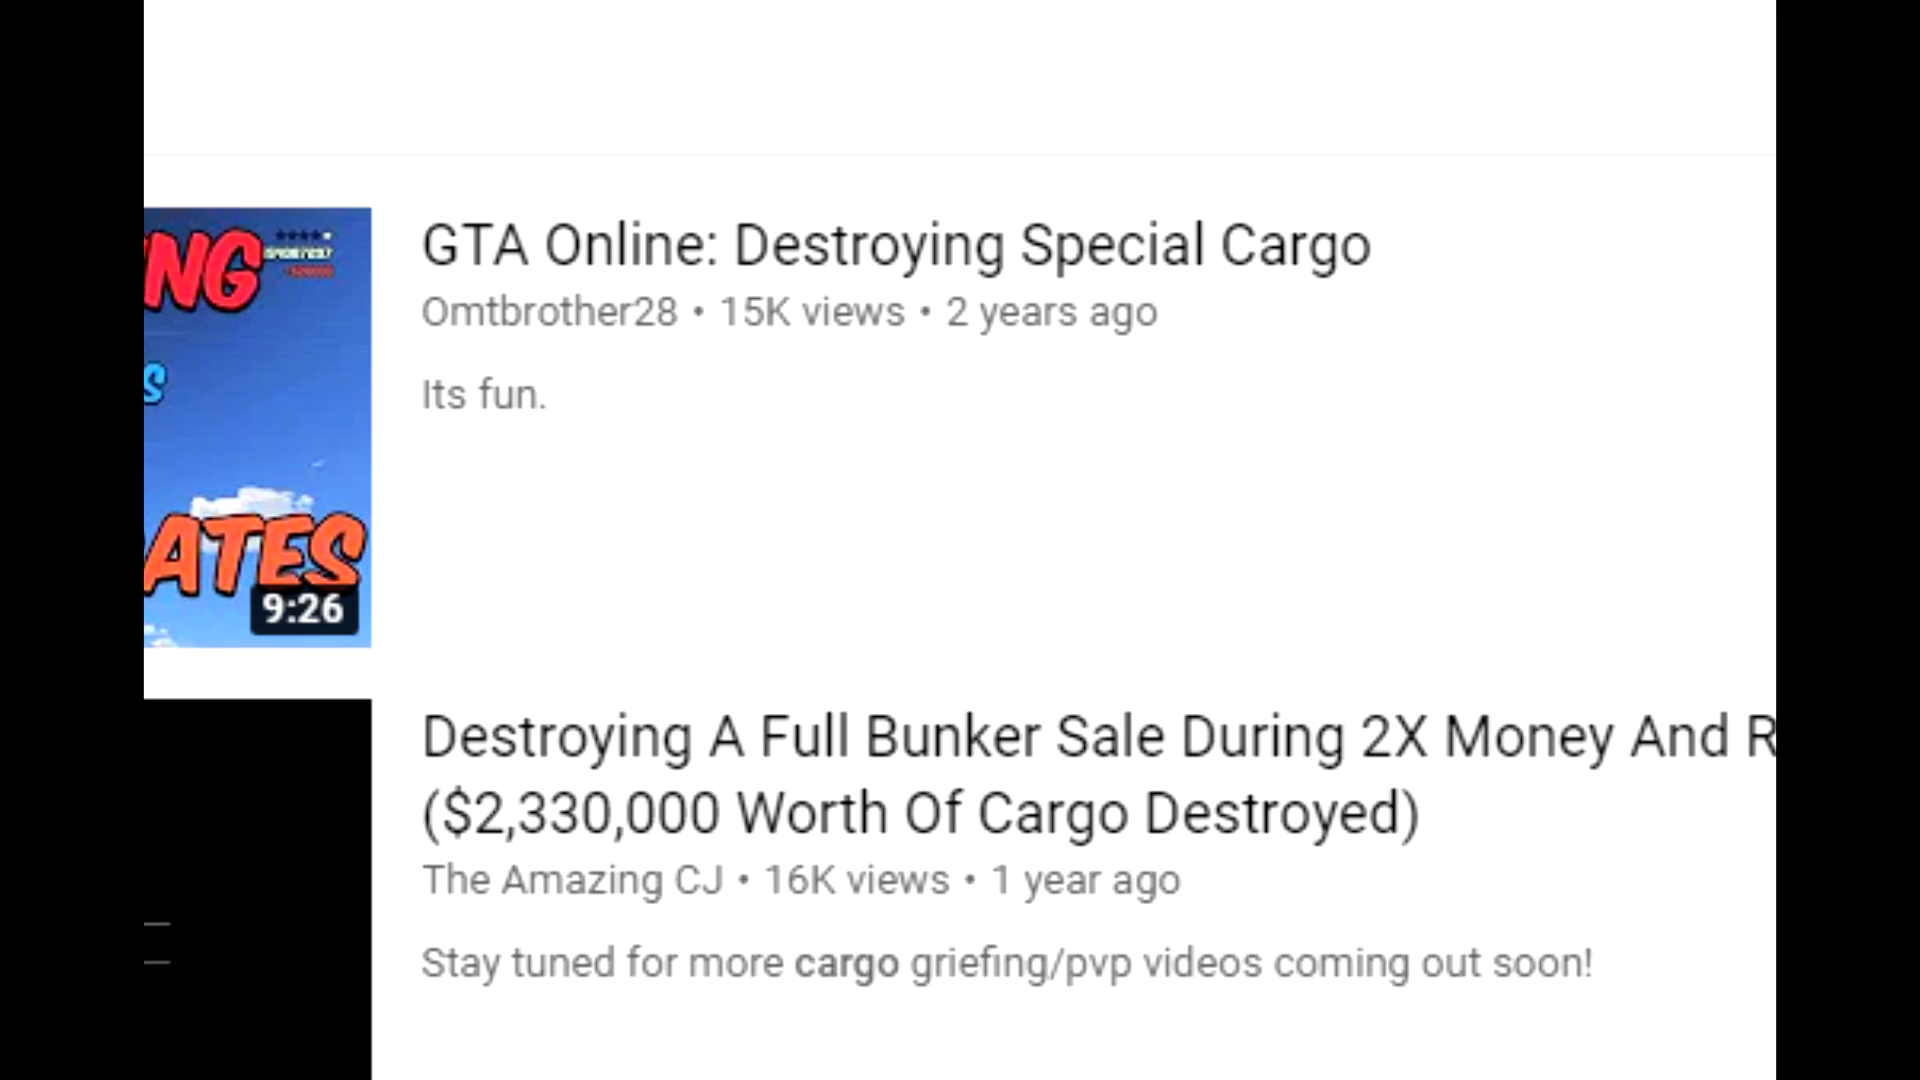 NG
GTA Online: Destroying Special Cargo
Omtbrother28 • 15K views • 2 years ago
S
Its fun.
ATES
9:26
Destroying A Full Bunker Sale During 2X Money And R
($2,330,000 Worth Of Cargo Destroyed)
The Amazing CJ • 16K views • 1 year ago
Stay tuned for more cargo griefing/pvp videos coming out soon!